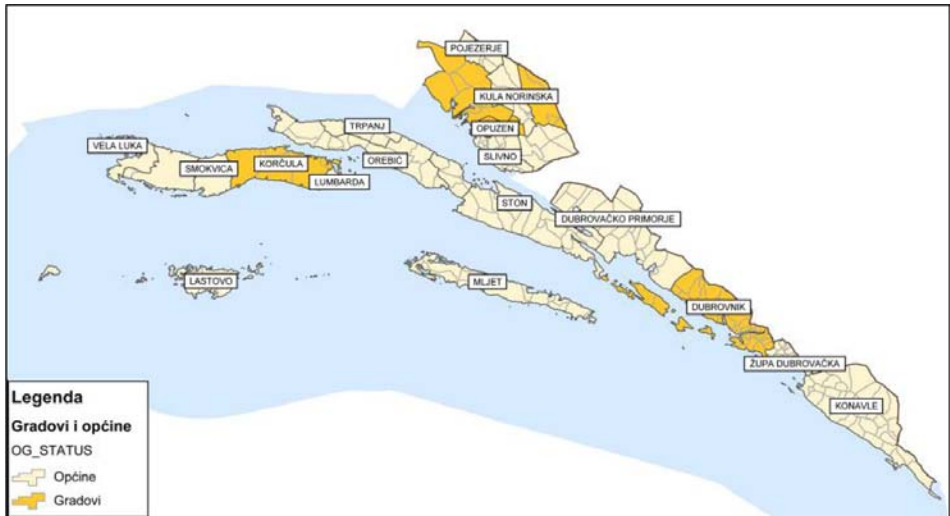 POJEZERJE
KULA NORINSKA
TRPANJ
OPUZEN
VELA LUKA
SLIVNO
SMOKVICA
KORČULA
OREBIĆ
LUMBARDA
STON
DUBROVAČKO PRIMORJE
LASTOVO
MLJET
DUBROVNIK
ŽUPA DUBROVAČKA
KONAVLE
Legenda
Gradovi i općine
OG_STATUS
Općine
Gradovi